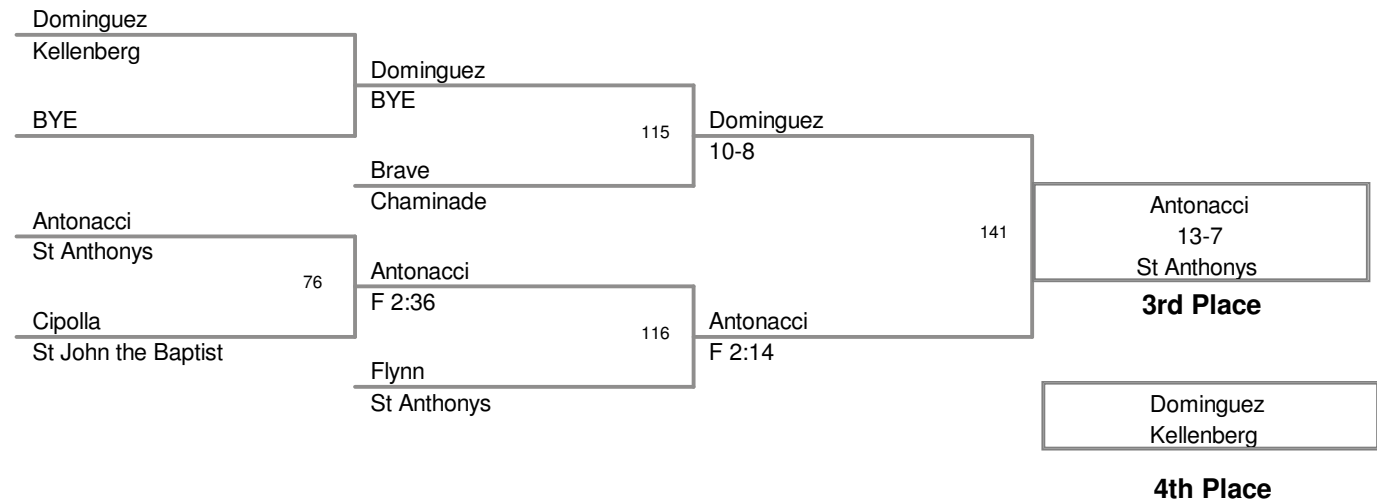 Dominguez
Kellenberg
BYE
Antonacci
St Anthonys
76
Cipolla
St John the Baptist
Dominguez
BYE
115
Brave
Chaminade
Antonacci
F 2:36
116
Flynn
St Anthonys
Dominguez
10-8
141
Antonacci
F 2:14
Antonacci
13-7
St Anthonys
3rd Place
Dominguez
Kellenberg
4th Place